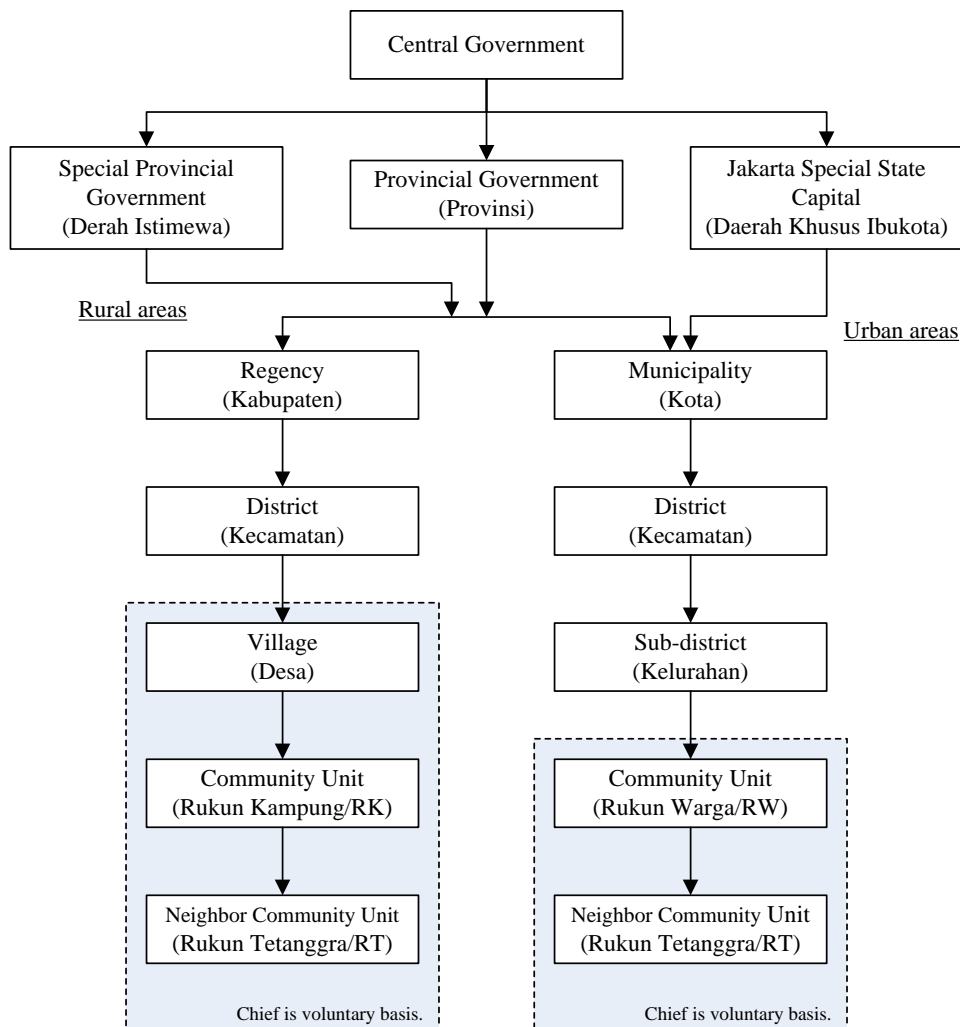 Central Government
Special Provincial
Government
(Derah Istimewa)
Provincial Government
(Provinsi)
Jakarta Special State
Capital
(Daerah Khusus Ibukota)
Rural areas
Urban areas
Regency
(Kabupaten)
Municipality
(Kota)
District
(Kecamatan)
District
(Kecamatan)
Village
(Desa)
Sub-district
(Kelurahan)
Community Unit
(Rukun Kampung/RK)
Community Unit
(Rukun Warga/RW)
Neighbor Community Unit
(Rukun Tetanggra/RT)
Neighbor Community Unit
(Rukun Tetanggra/RT)
Chief is voluntary basis.
Chief is voluntary basis.